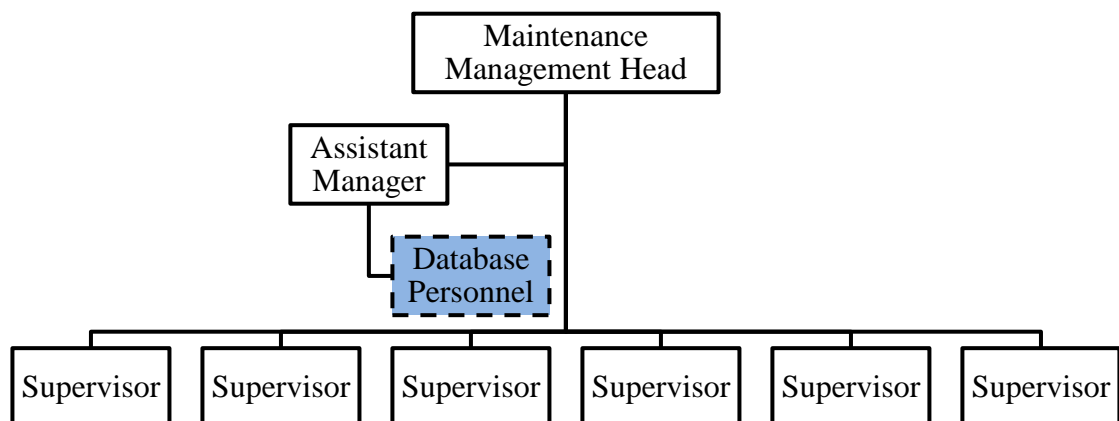 Maintenance
Management Head
Assistant
Manager
Database
Personnel
Supervisor
Supervisor
Supervisor
Supervisor
Supervisor
Supervisor